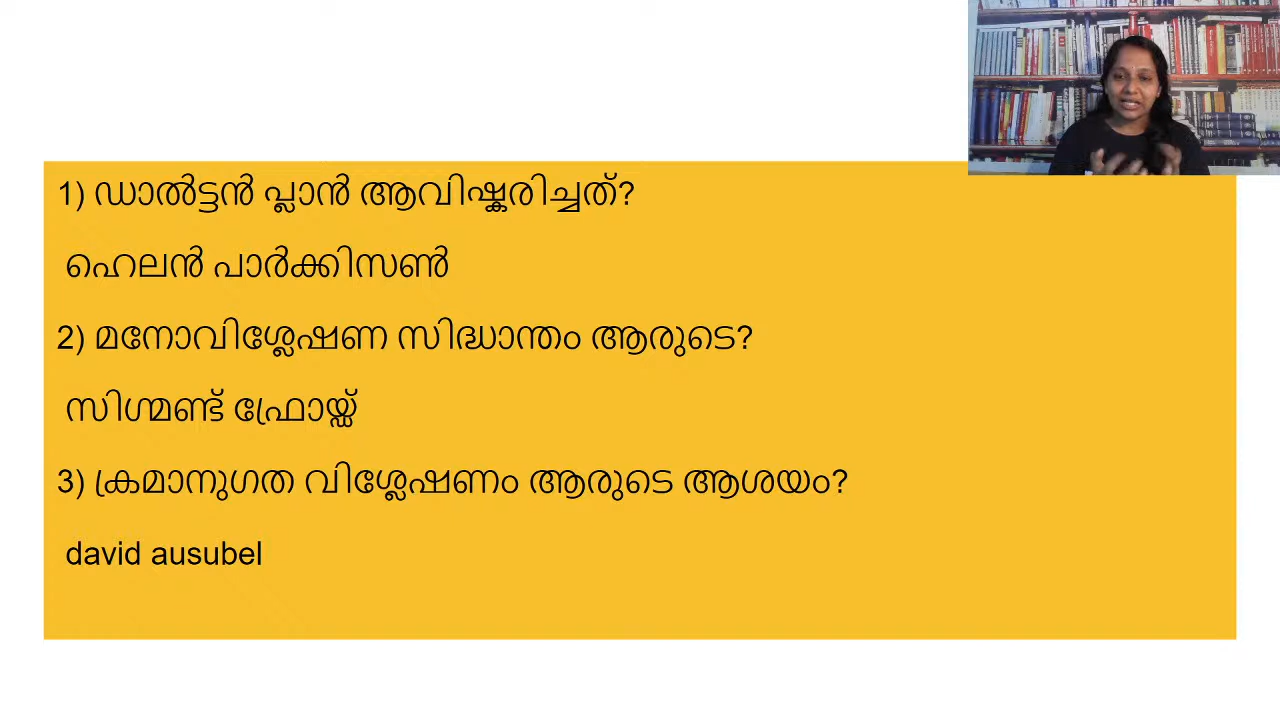 1) ഡാൽട്ടൻ പ്ലാൻ ആവിഷ്കരിച്ചത്?
ഹെലൻ പാർക്കിസൺ
2) മനോവിശ്ലേഷണ സിദ്ധാന്തം ആരുടെ?
സിഗ്മണ്ട് ഫ്രോയ്ഡ്
3) ക്രമാനുഗത വിശ്ലേഷണം ആരുടെ ആശയം?
david ausubel